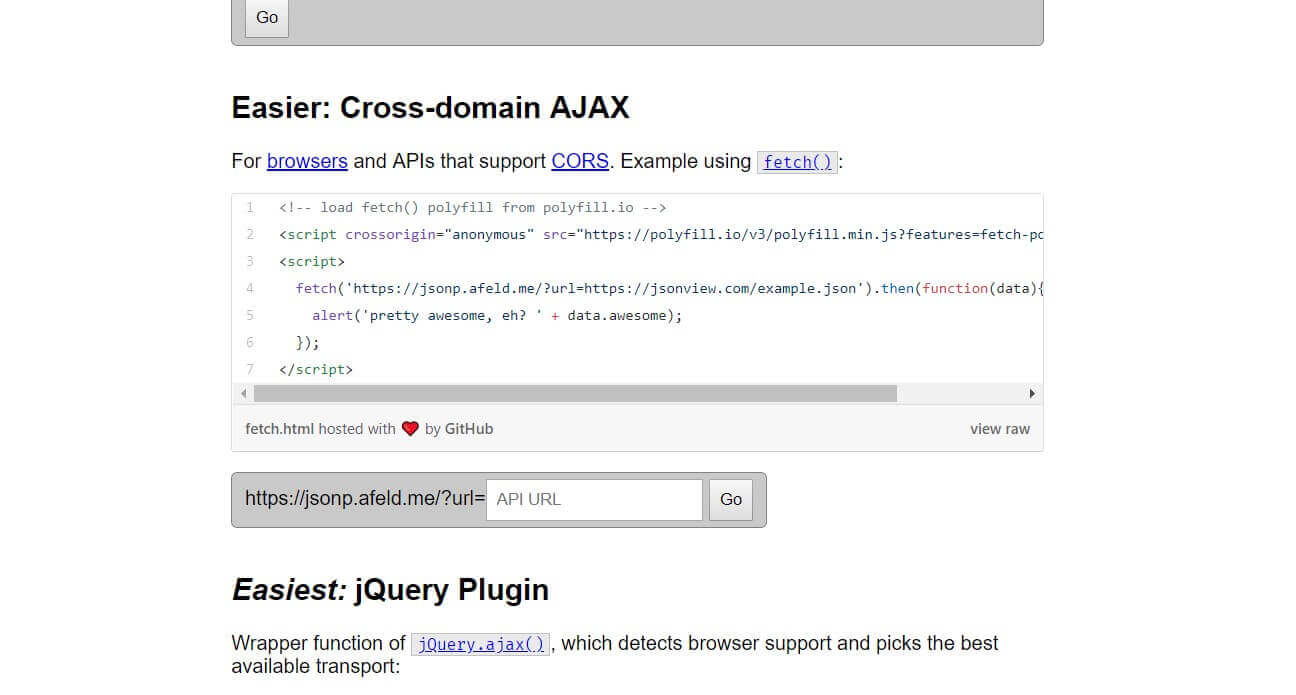 Go
Easier: Cross-domain AJAX
For browsers and APIs that support CORS. Example using fetch():
1 <!-- load fetch() polyfill from polyfill.io -->
2 <script crossorigin="anonymous" src="https://polyfill.io/v3/polyfill.min.js?features=fetch-po
3 <script>
4 fetch('https://jsonp.afeld.me/?url=https://jsonview.com/example.json').then(function(data){
5 alert('pretty awesome, eh? ' + data.awesome);
6 });
7 </script>
fetch.html hosted with ❤ by GitHub view raw
https://jsonp.afeld.me/?url= API URL Go
Easiest: jQuery Plugin
Wrapper function of jQuery.ajax(), which detects browser support and picks the best
available transport: